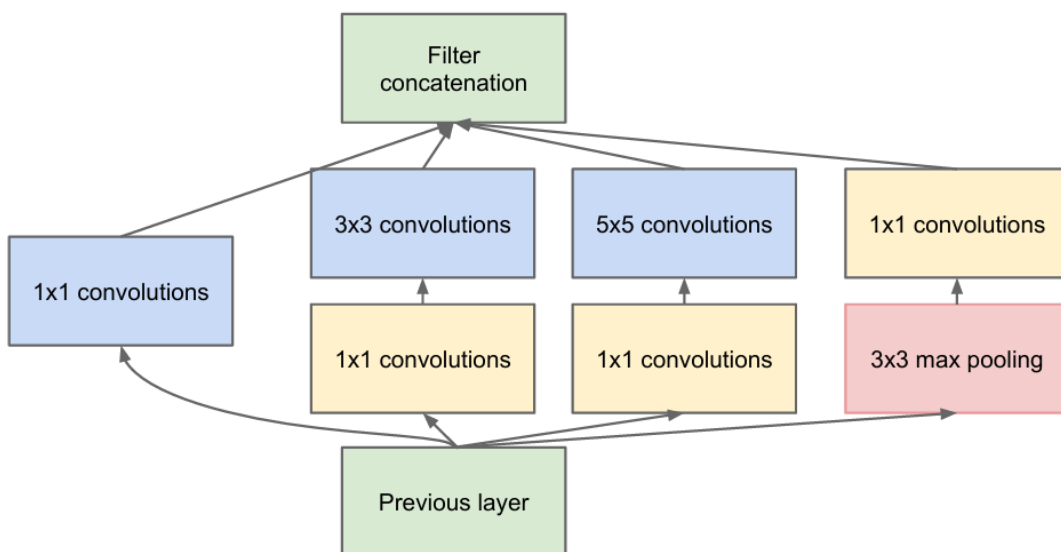 Filter
concatenation
3x3 convolutions
5x5 convolutions
1x1 convolutions
1x1 convolutions
1x1 convolutions
1x1 convolutions
3x3 max pooling
Previous layer